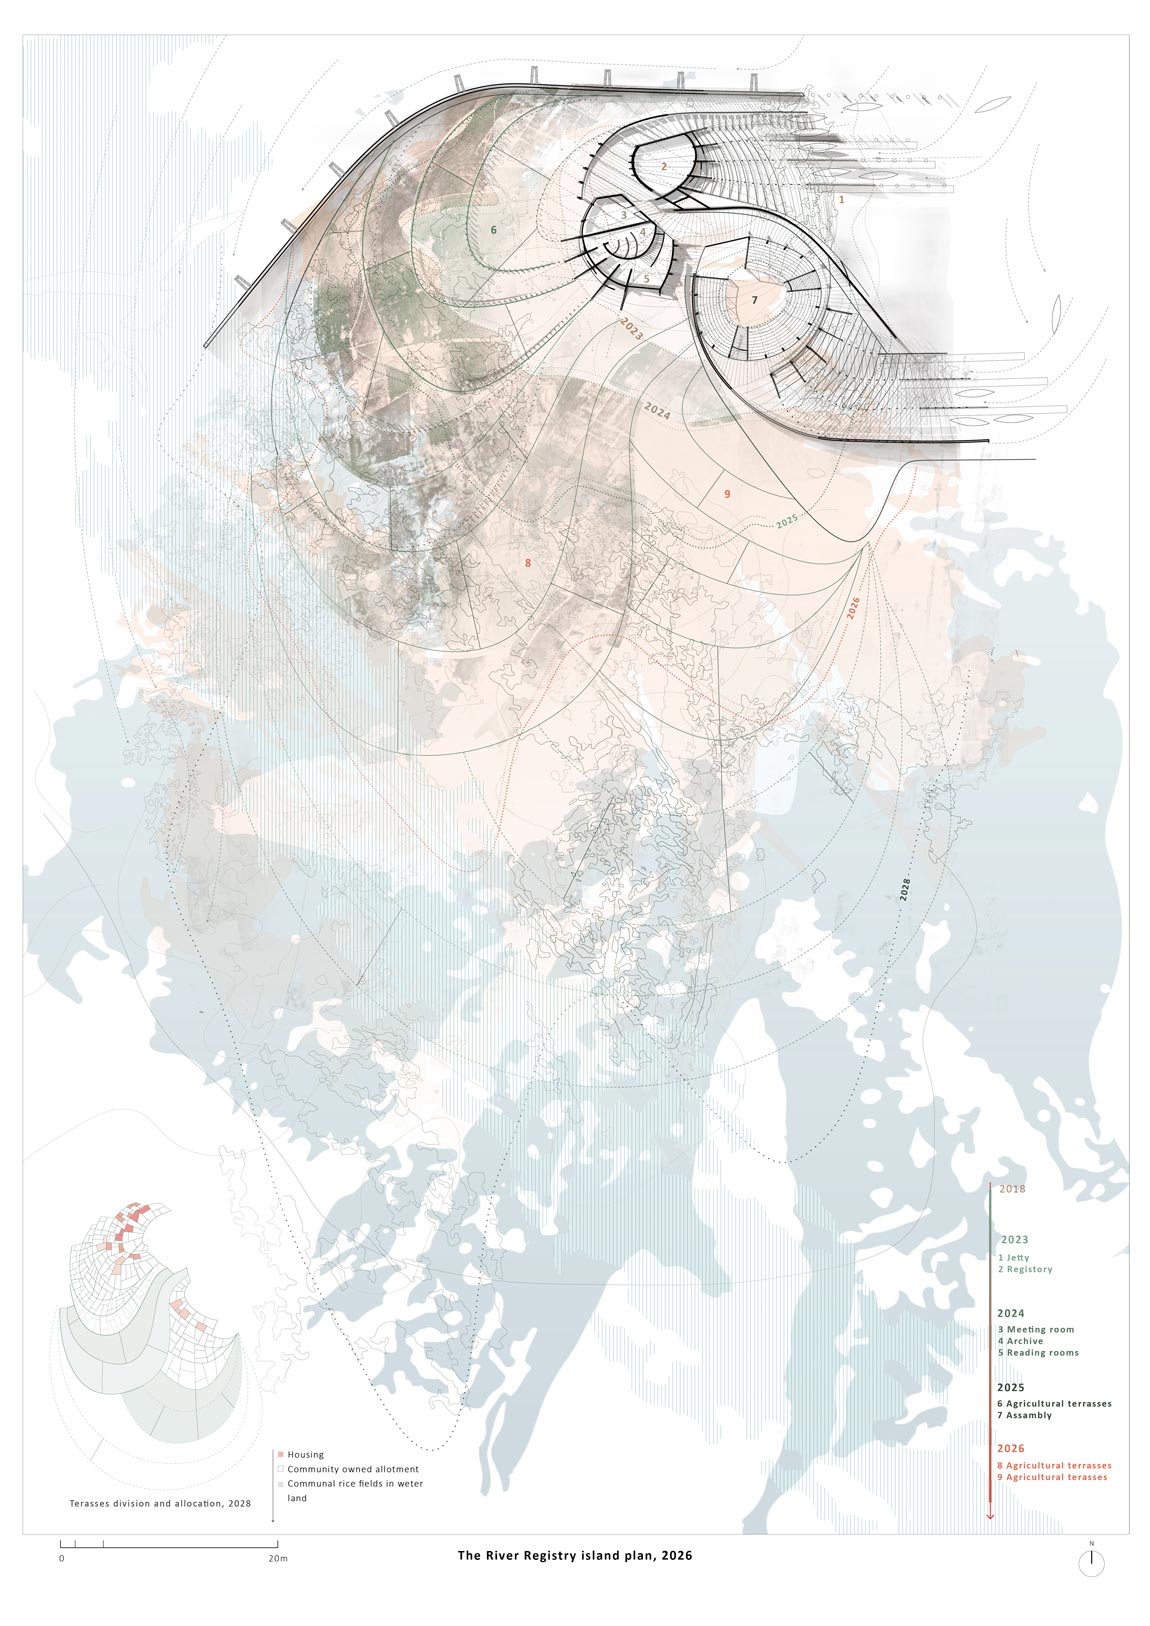 1
2
3
4
5
6
7
2023
2024
9
2025
8
2026
2028
2018
2023
1 Jetty
2 Registory
2024
3 Meeting room
4 Archive
5 Reading rooms
2025
6 Agricultural terrasses
7 Assambly
2026
8 Agricultural terrasses
9 Agricultural terasses
Housing
Community owned allotment
Communal rice fields in weter
land
Terasses division and allocation, 2028
0
20m
The River Registry island plan, 2026
N